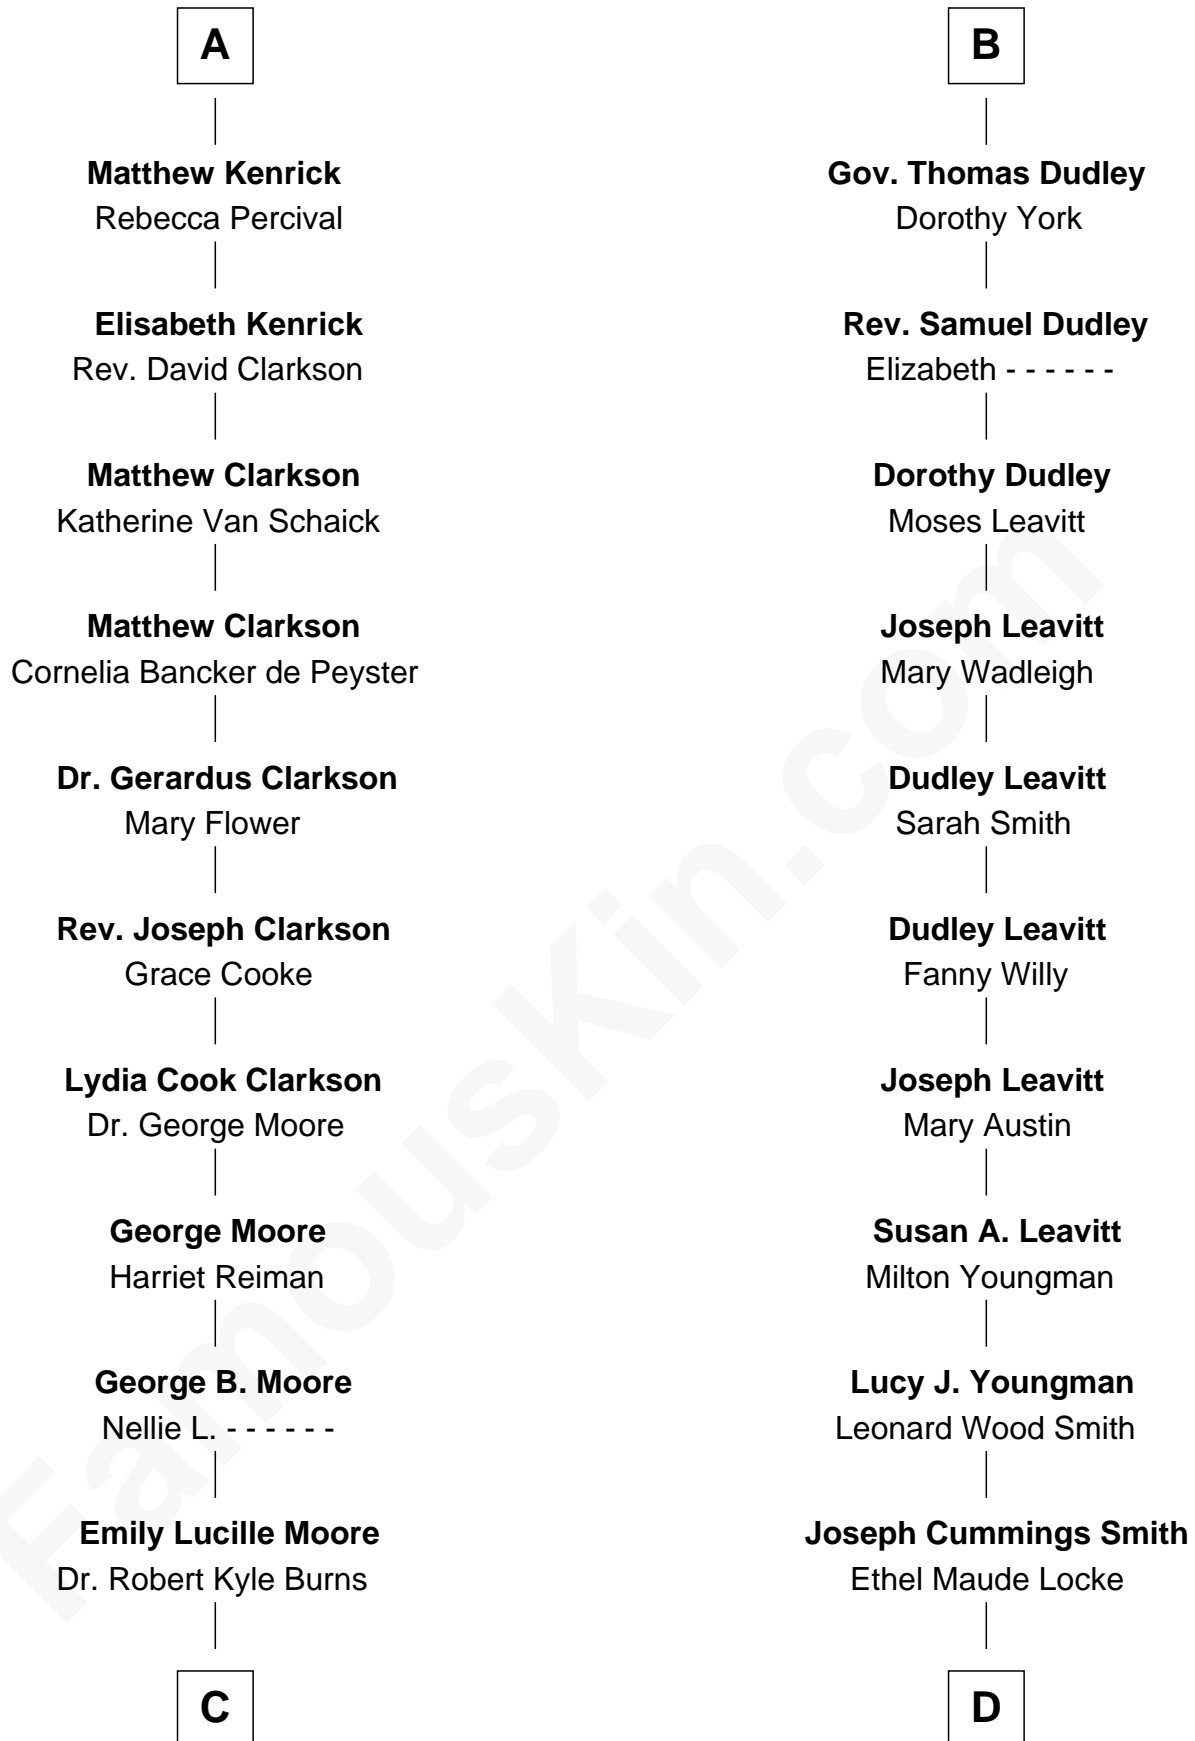 A
Matthew Kenrick
Rebecca Percival
Elisabeth Kenrick
Rev. David Clarkson
Matthew Clarkson
Katherine Van Schaick
Matthew Clarkson
Cornelia Bancker de Peyster
Dr. Gerardus Clarkson
Mary Flower
Rev. Joseph Clarkson
Grace Cooke
Lydia Cook Clarkson
Dr. George Moore
George Moore
Harriet Reiman
George B. Moore
Nellie L. - - - - - -
Emily Lucille Moore
Dr. Robert Kyle Burns
C
B
Gov. Thomas Dudley
Dorothy York
Rev. Samuel Dudley
Elizabeth - - - - - -
Dorothy Dudley
Moses Leavitt
Joseph Leavitt
Mary Wadleigh
Dudley Leavitt
Sarah Smith
Dudley Leavitt
Fanny Willy
Joseph Leavitt
Mary Austin
Susan A. Leavitt
Milton Youngman
Lucy J. Youngman
Leonard Wood Smith
Joseph Cummings Smith
Ethel Maude Locke
D
FamousKin.com